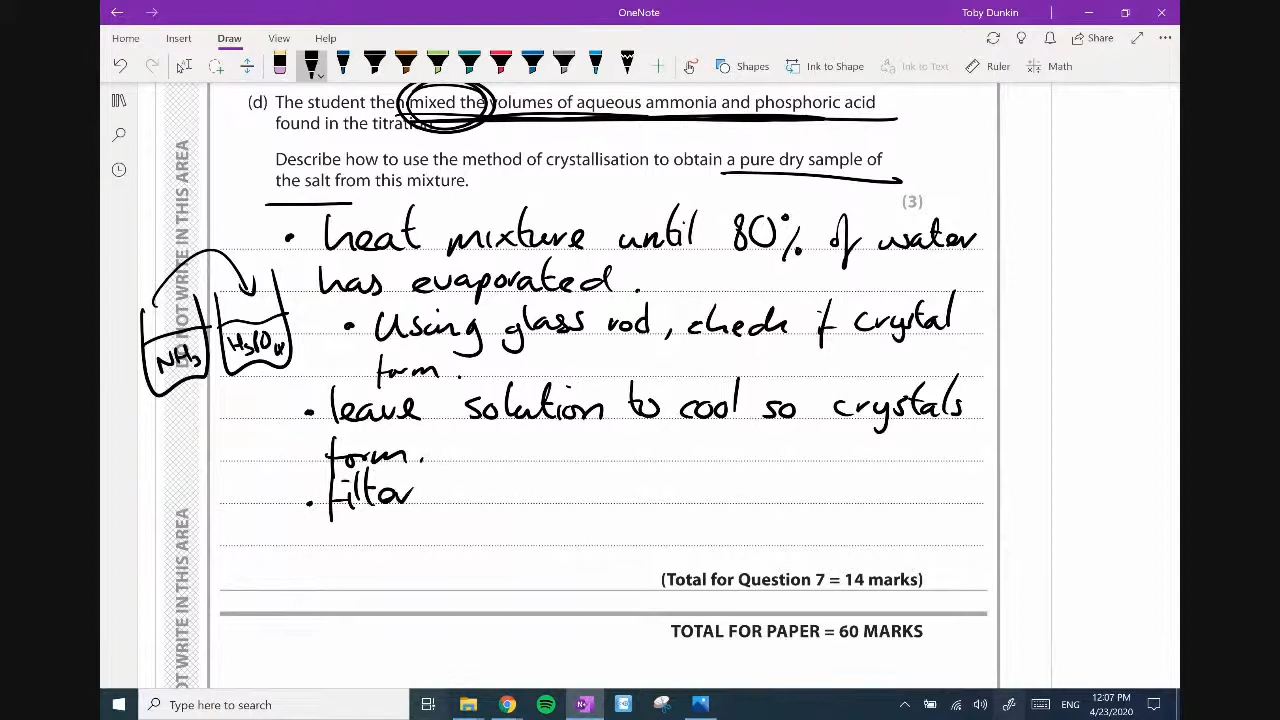 OneNote
Toby Dunkin
Home Insert Draw View Help
Share
Shapes Ink to Shape Ink to Text Ruler Math
(d) The student then mixed the volumes of aqueous ammonia and phosphoric acid
found in the titration
Describe how to use the method of crystallisation to obtain a pure dry sample of
the salt from this mixture.
(3)
• heat mixture until 80% of water
has evaporated.
• Using glass rod, check if crystal
form.
• leave solution to cool so crystals
form.
• Filter
NH3
H3PO4
DO NOT WRITE IN THIS AREA
OT WRITE IN THIS AREA
(Total for Question 7 = 14 marks)
TOTAL FOR PAPER = 60 MARKS
Type here to search
ENG
12:07 PM
4/23/2020